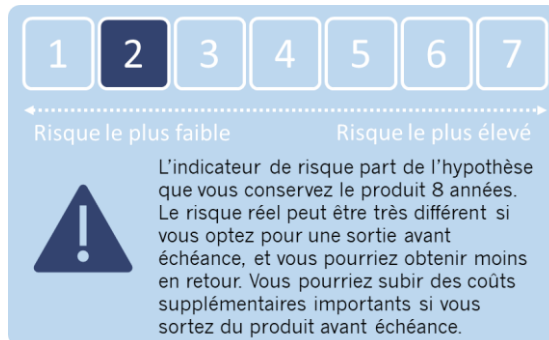 1 2 3 4 5 6 7
Risque le plus faible Risque le plus élevé
L'indicateur de risque part de l'hypothèse
que vous conservez le produit 8 années.
Le risque réel peut être très différent si
vous optez pour une sortie avant
échéance, et vous pourriez obtenir moins
en retour. Vous pourriez subir des coûts
supplémentaires importants si vous
sortez du produit avant échéance.